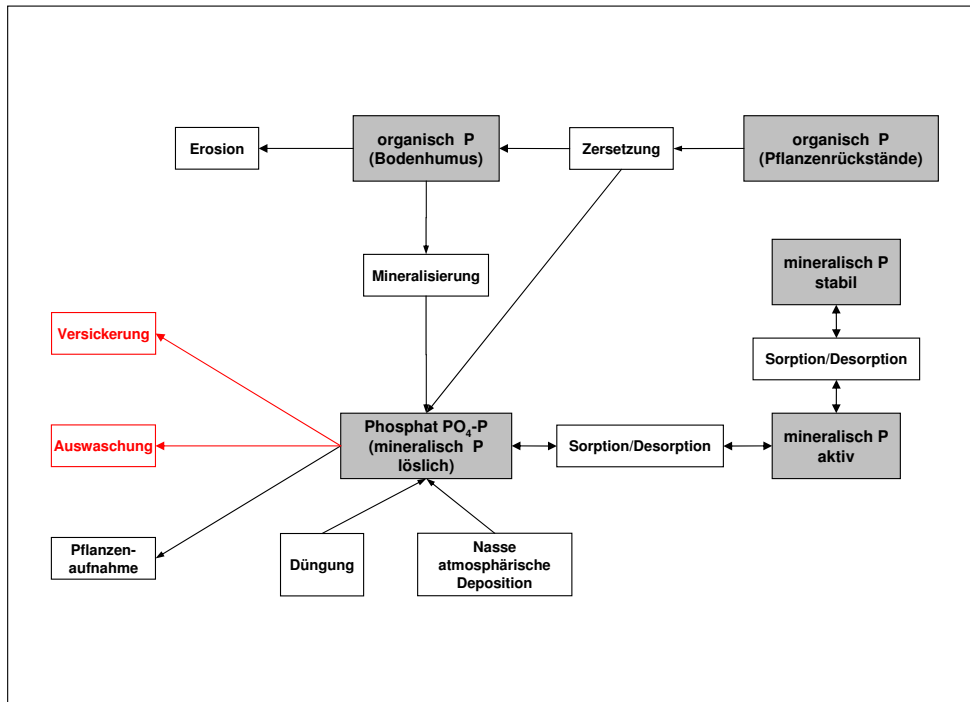 Erosion
organisch P
(Bodenhumus)
Zersetzung
organisch P
(Pflanzenrückstände)
Mineralisierung
mineralisch P
stabil
Versickerung
Sorption/Desorption
Auswaschung
Phosphat PO₄-P
(mineralisch P
löslich)
Sorption/Desorption
mineralisch P
aktiv
Pflanzen-
aufnahme
Düngung
Nasse
atmosphärische
Deposition